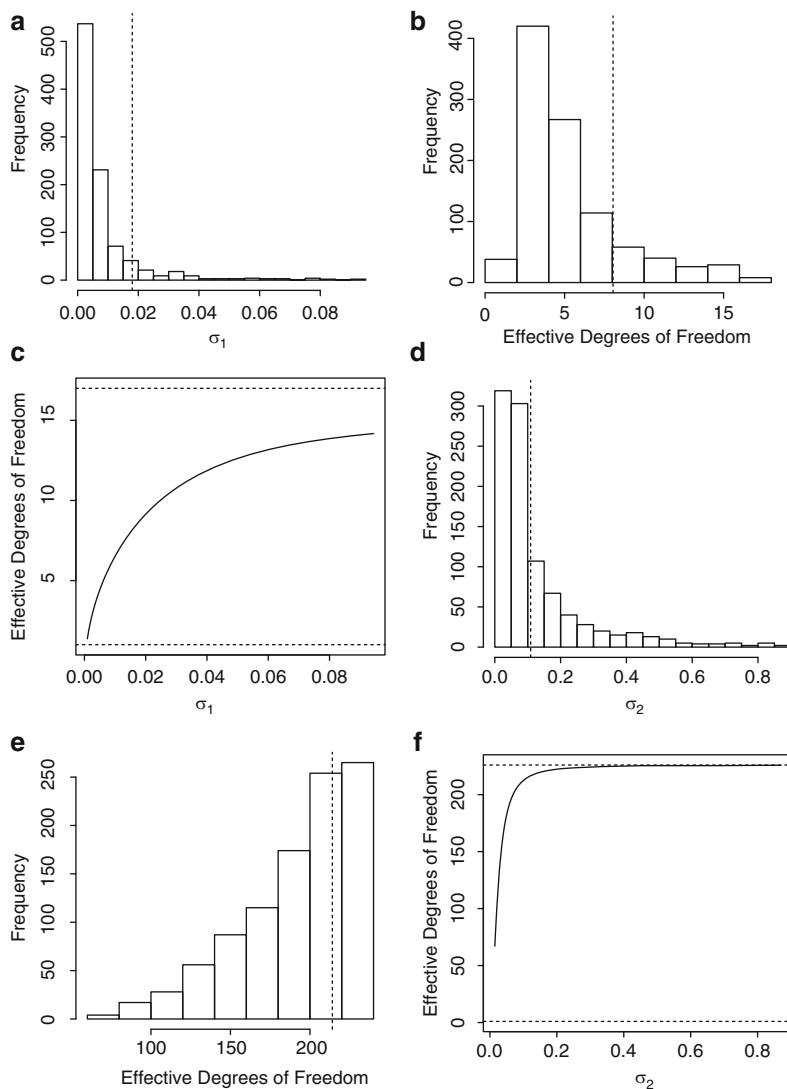 a
Frequency
0 100 200 300 400 500
0.00 0.02 0.04 0.06 0.08
σ1
b
Frequency
0 100 200 300 400
0 5 10 15
Effective Degrees of Freedom
c
Effective Degrees of Freedom
5 10 15
0.00 0.02 0.04 0.06 0.08
σ1
d
Frequency
0 50 100 150 200 250 300
0.0 0.2 0.4 0.6 0.8
σ2
e
Frequency
0 50 100 150 200 250
100 150 200
Effective Degrees of Freedom
f
Effective Degrees of Freedom
0 50 100 150 200
0.0 0.2 0.4 0.6 0.8
σ2